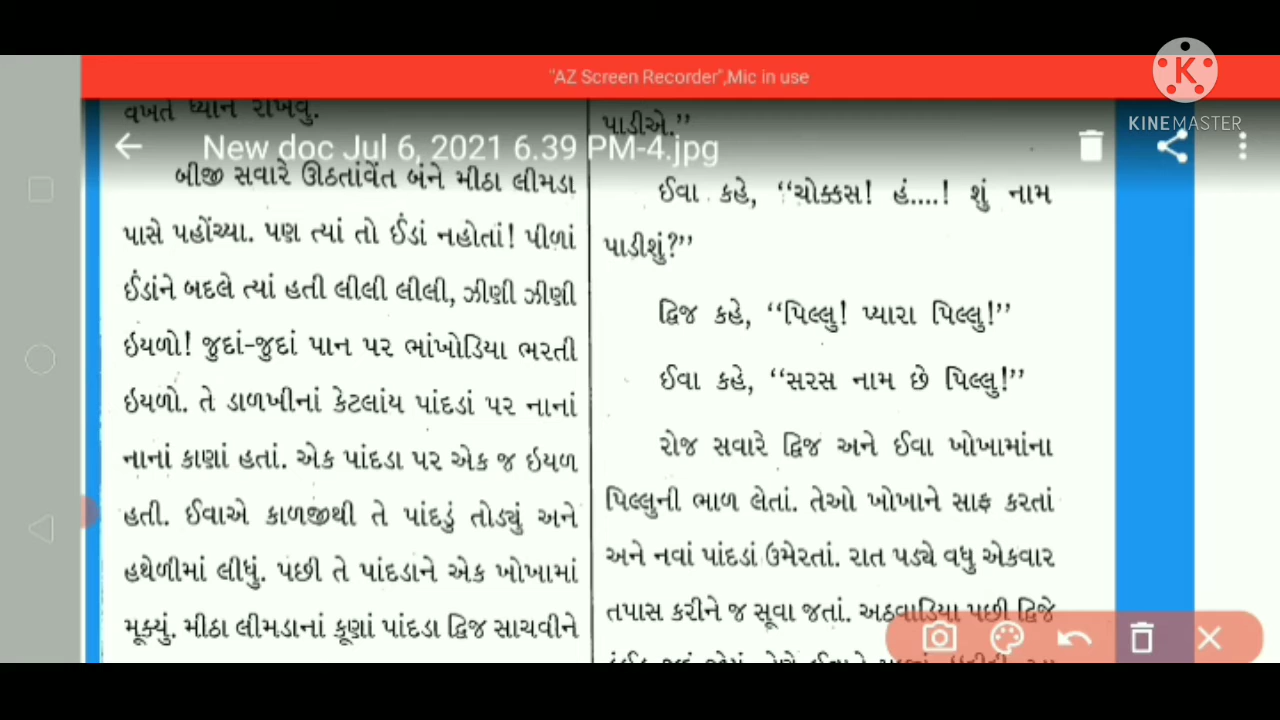 "AZ Screen Recorder",Mic in use
KINEMASTER
New doc Jul 6, 2021 6.39 PM-4.jpg
વખતે ધ્યાન રાખવું.
બીજી સવારે ઊઠતાંવેંત બંને મીઠા લીમડા
પાસે પહોંચ્યા. પણ ત્યાં તો ઈંડાં નહોતાં! પીળાં
ઈંડાંને બદલે ત્યાં હતી લીલી લીલી, ઝીણી ઝીણી
ઇયળો! જુદાં-જુદાં પાન પર ભાંખોડિયા ભરતી
ઇયળો. તે ડાળખીનાં કેટલાંય પાંદડાં પર નાનાં
નાનાં કાણાં હતાં. એક પાંદડા પર એક જ ઇયળ
હતી. ઈવાએ કાળજીથી તે પાંદડું તોડ્યું અને
હથેળીમાં લીધું. પછી તે પાંદડાને એક ખોખામાં
મૂક્યું. મીઠા લીમડાનાં કૂણાં પાંદડા દ્વિજ સાચવીને
પાડીએ.”
ઈવા કહે, “ચોક્કસ! હં....! શું નામ
પાડીશું?”
દ્વિજ કહે, “પિલ્લુ! પ્યારા પિલ્લુ!”
ઈવા કહે, “સરસ નામ છે પિલ્લુ!”
રોજ સવારે દ્વિજ અને ઈવા ખોખામાંના
પિલ્લુની ભાળ લેતાં. તેઓ ખોખાને સાફ કરતાં
અને નવાં પાંદડાં ઉમેરતાં. રાત પડ્યે વધુ એકવાર
તપાસ કરીને જ સૂવા જતાં. અઠવાડિયા પછી દ્વિજે